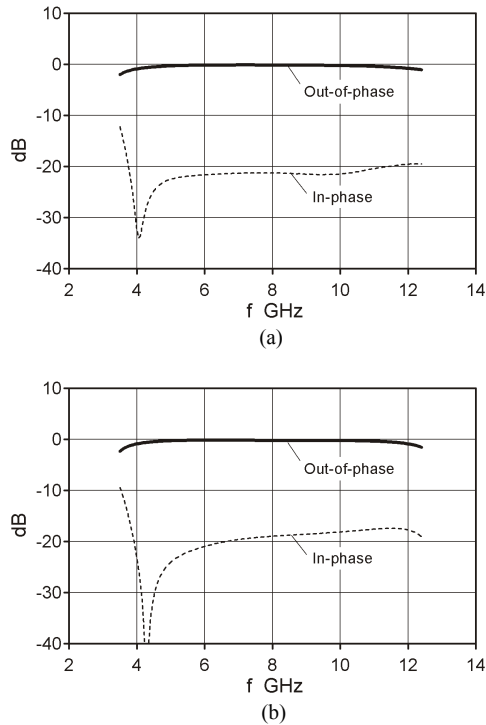 10
0
Out-of-phase
-10
dB
-20
In-phase
-30
-40
2 4 6 8 10 12 14
f GHz
(a)
10
0
Out-of-phase
-10
dB
-20
In-phase
-30
-40
2 4 6 8 10 12 14
f GHz
(b)